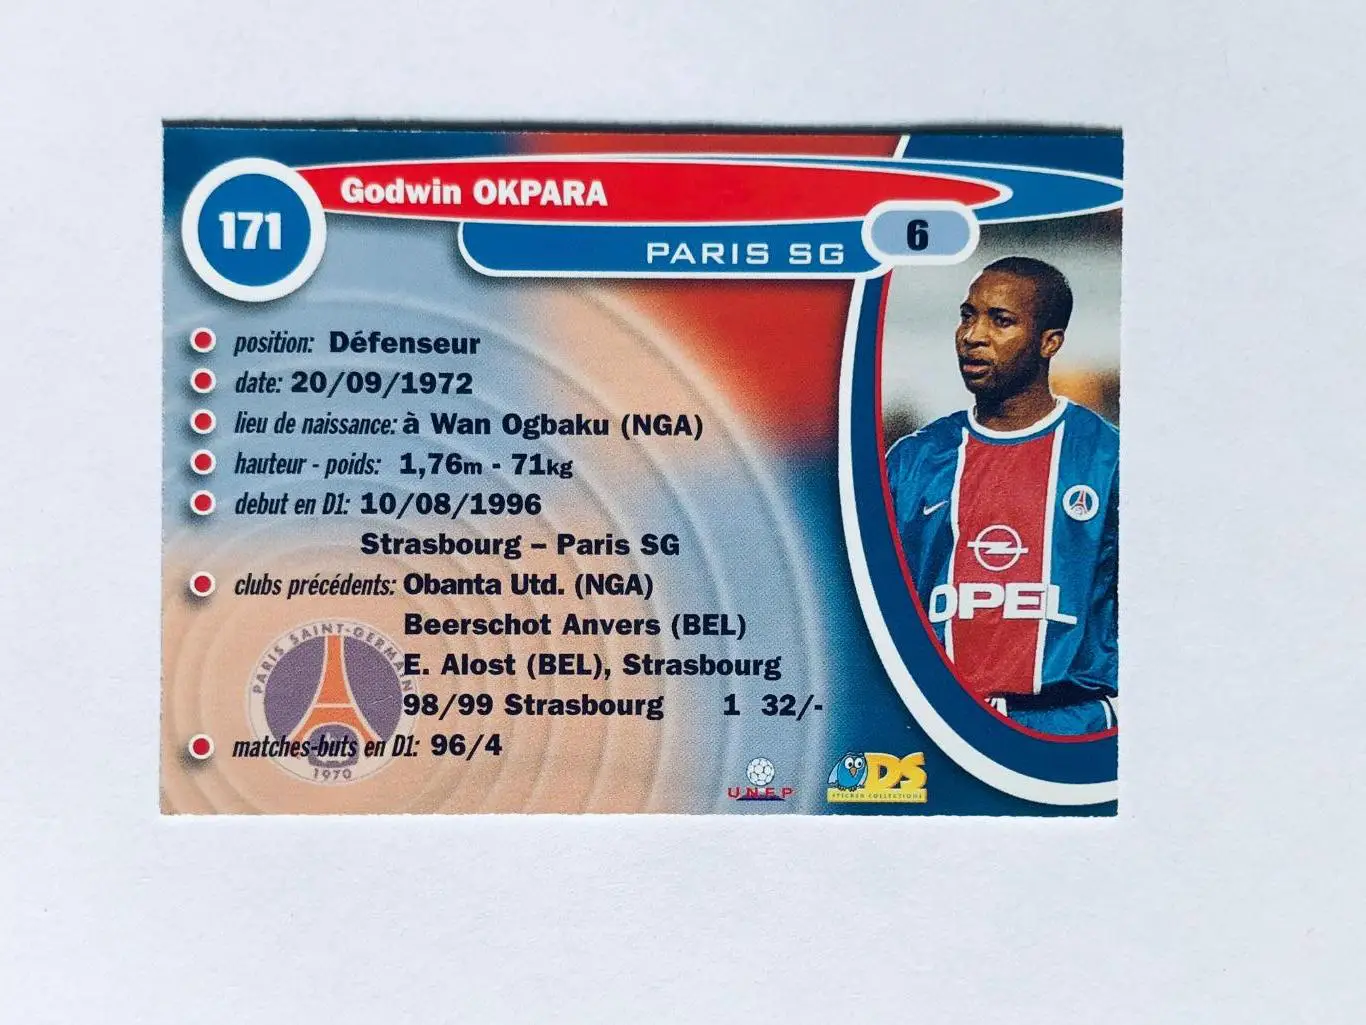 171
Godwin OKPARA
PARIS SG
6
position: Défenseur
date: 20/09/1972
lieu de naissance: à Wan Ogbaku (NGA)
hauteur - poids: 1,76m - 71kg
debut en D1: 10/08/1996
Strasbourg – Paris SG
clubs précédents: Obanta Utd. (NGA)
Beerschot Anvers (BEL)
E. Alost (BEL), Strasbourg
98/99 Strasbourg 1 32/-
matches-buts en D1: 96/4
PARIS SAINT-GERMAIN
1970
OPEL
U.N.F.P
DS
STICKER COLLECTIONS